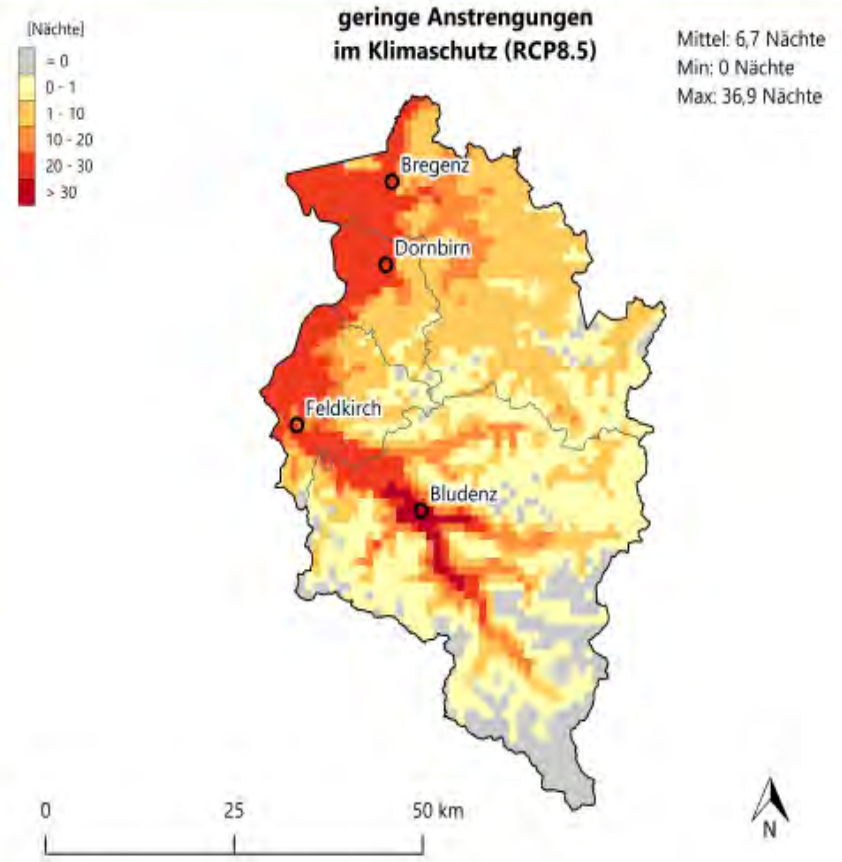 geringe Anstrengungen
im Klimaschutz (RCP8.5)
[Nächte]
= 0
0 - 1
1 - 10
10 - 20
20 - 30
> 30
Mittel: 6,7 Nächte
Min: 0 Nächte
Max: 36,9 Nächte
Bregenz
Dornbirn
Feldkirch
Bludenz
0 25 50 km
N